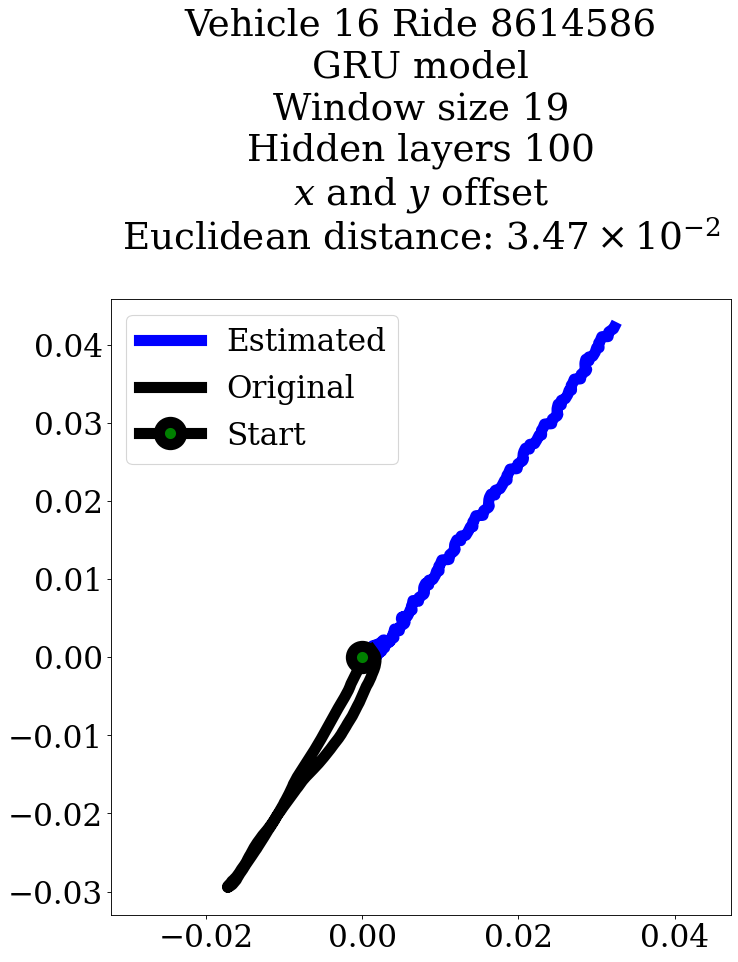 Vehicle 16 Ride 8614586
GRU model
Window size 19
Hidden layers 100
x and y offset
Euclidean distance: 3.47 × 10⁻²
Estimated
Original
Start
0.04
0.03
0.02
0.01
0.00
−0.01
−0.02
−0.03
−0.02 0.00 0.02 0.04